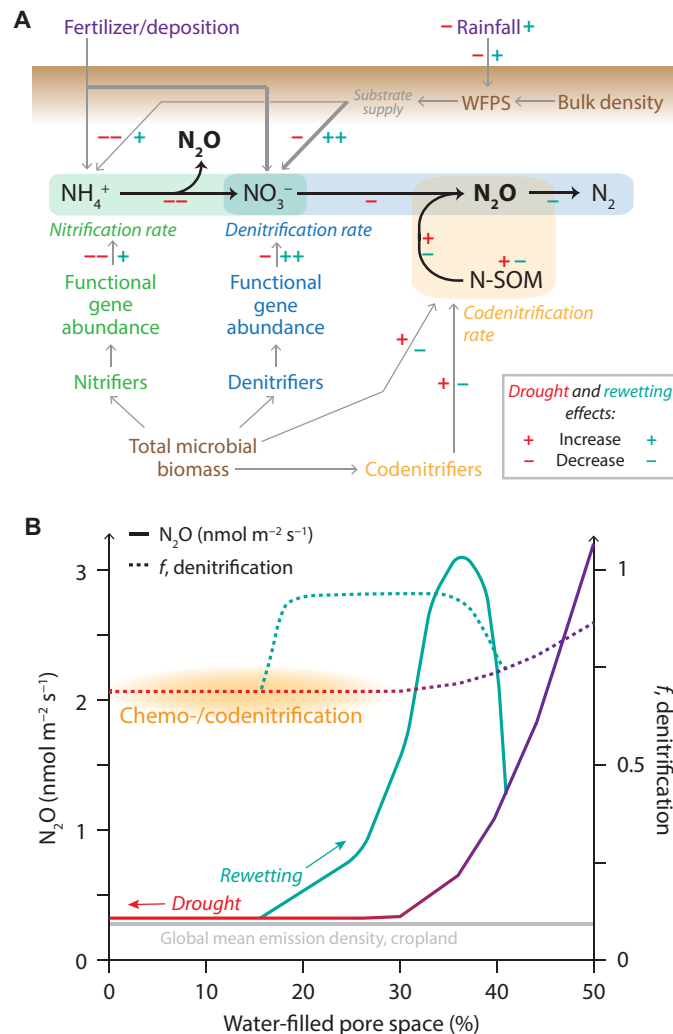 A
Fertilizer/deposition
− Rainfall +
− +
Substrate
supply
WFPS
Bulk density
−− +
N₂O
− ++
NH₄⁺
−−
NO₃⁻
−
N₂O
−
N₂
Nitrification rate
Denitrification rate
+
−
+ −
N-SOM
−− +
− ++
Codenitrification
rate
Functional
gene
abundance
Functional
gene
abundance
+ −
+ −
Nitrifiers
Denitrifiers
Drought and rewetting
effects:
+ Increase +
− Decrease −
Total microbial
biomass
Codenitrifiers
B
N₂O (nmol m⁻² s⁻¹)
f, denitrification
3
2
1
0
N₂O (nmol m⁻² s⁻¹)
1
0.5
0
f, denitrification
Chemo-/codenitrification
Rewetting
Drought
Global mean emission density, cropland
0 10 20 30 40 50
Water-filled pore space (%)